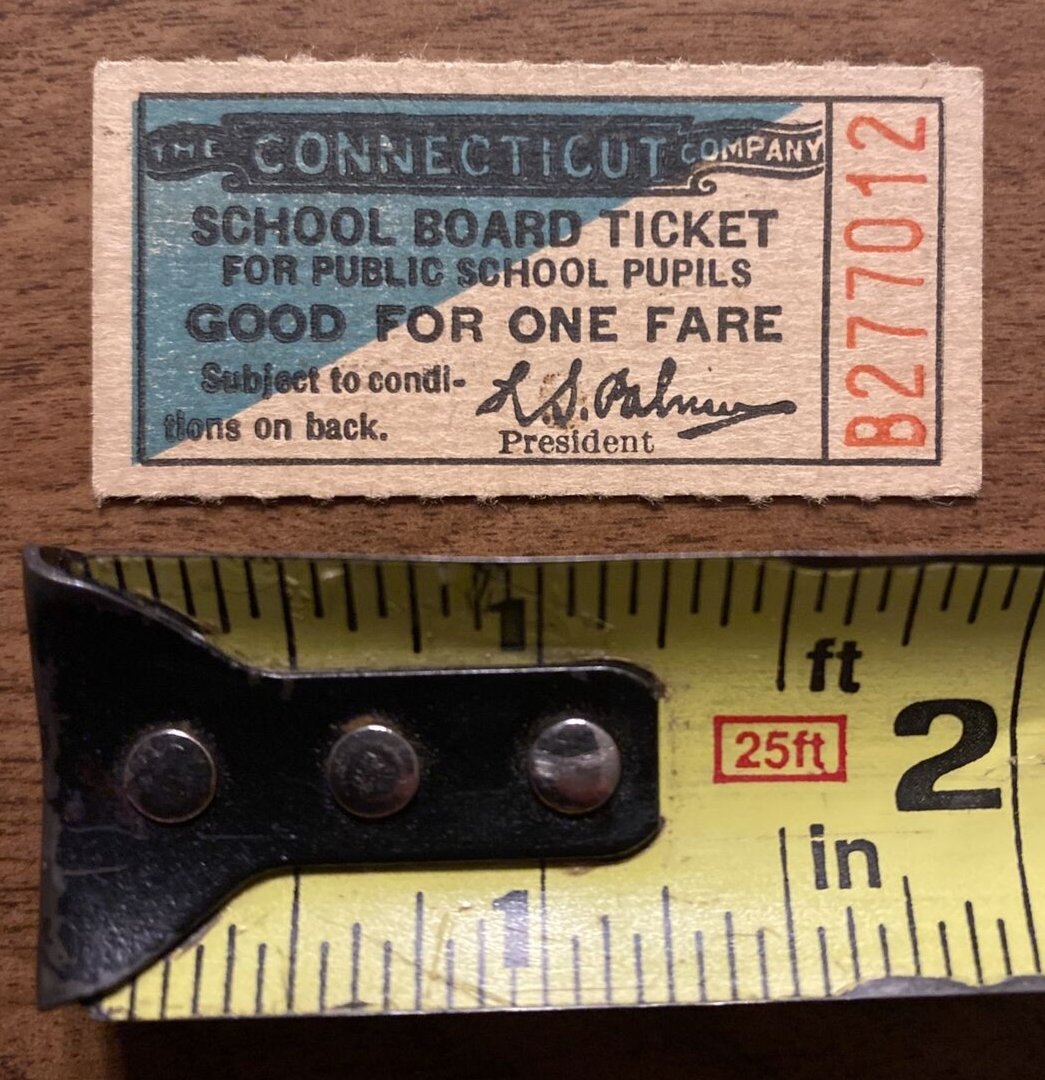 THE CONNECTICUT COMPANY
SCHOOL BOARD TICKET
FOR PUBLIC SCHOOL PUPILS
GOOD FOR ONE FARE
Subject to condi-
tions on back.
L. S. Palmer
President
B277012
1
ft
25ft
2
in
1